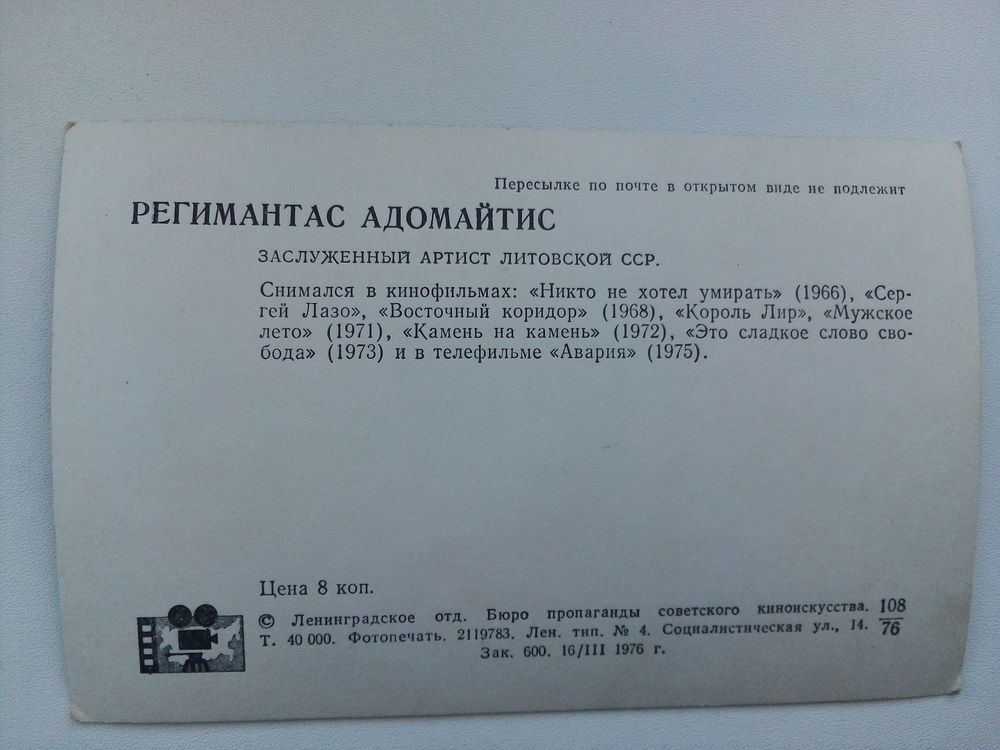 Пересылке по почте в открытом виде не подлежит
РЕГИМАНТАС АДОМАЙТИС
ЗАСЛУЖЕННЫЙ АРТИСТ ЛИТОВСКОЙ ССР.
Снимался в кинофильмах: «Никто не хотел умирать» (1966), «Сер-
гей Лазо», «Восточный коридор» (1968), «Король Лир», «Мужское
лето» (1971), «Камень на камень» (1972), «Это сладкое слово сво-
бода» (1973) и в телефильме «Авария» (1975).
Цена 8 коп.
© Ленинградское отд. Бюро пропаганды советского киноискусства. 108
Т. 40 000. Фотопечать. 2119783. Лен. тип. № 4. Социалистическая ул., 14. 76
Зак. 600. 16/III 1976 г.